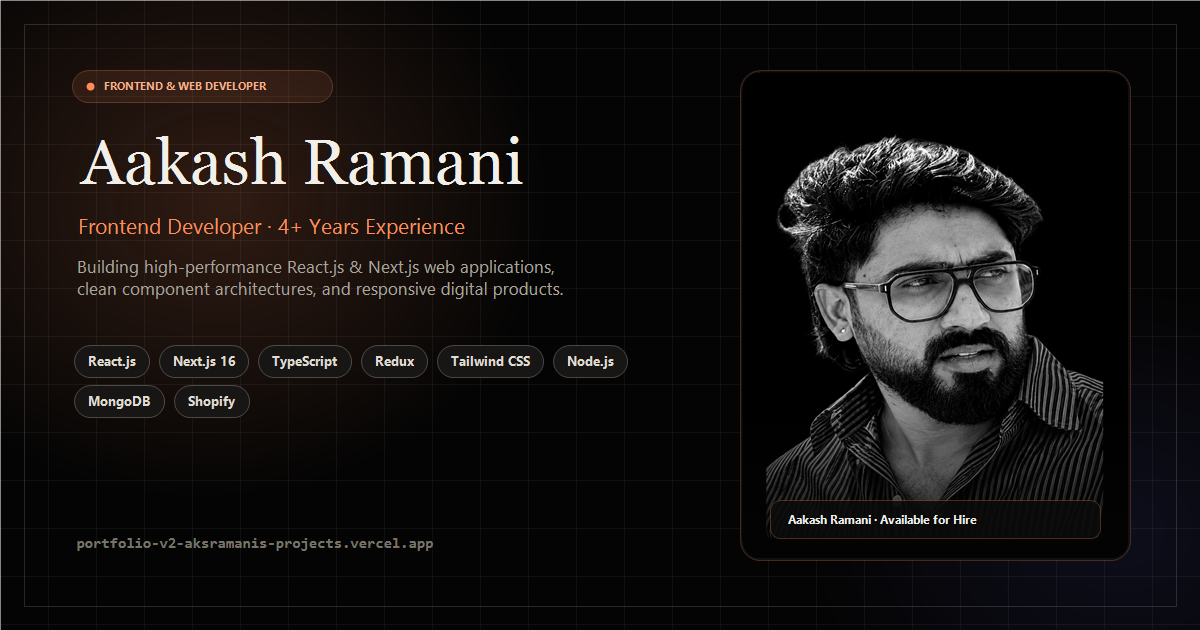 FRONTEND & WEB DEVELOPER
Aakash Ramani
Frontend Developer · 4+ Years Experience
Building high-performance React.js & Next.js web applications,
clean component architectures, and responsive digital products.
React.js Next.js 16 TypeScript Redux Tailwind CSS Node.js
MongoDB Shopify
portfolio-v2-aksramanis-projects.vercel.app
Aakash Ramani · Available for Hire